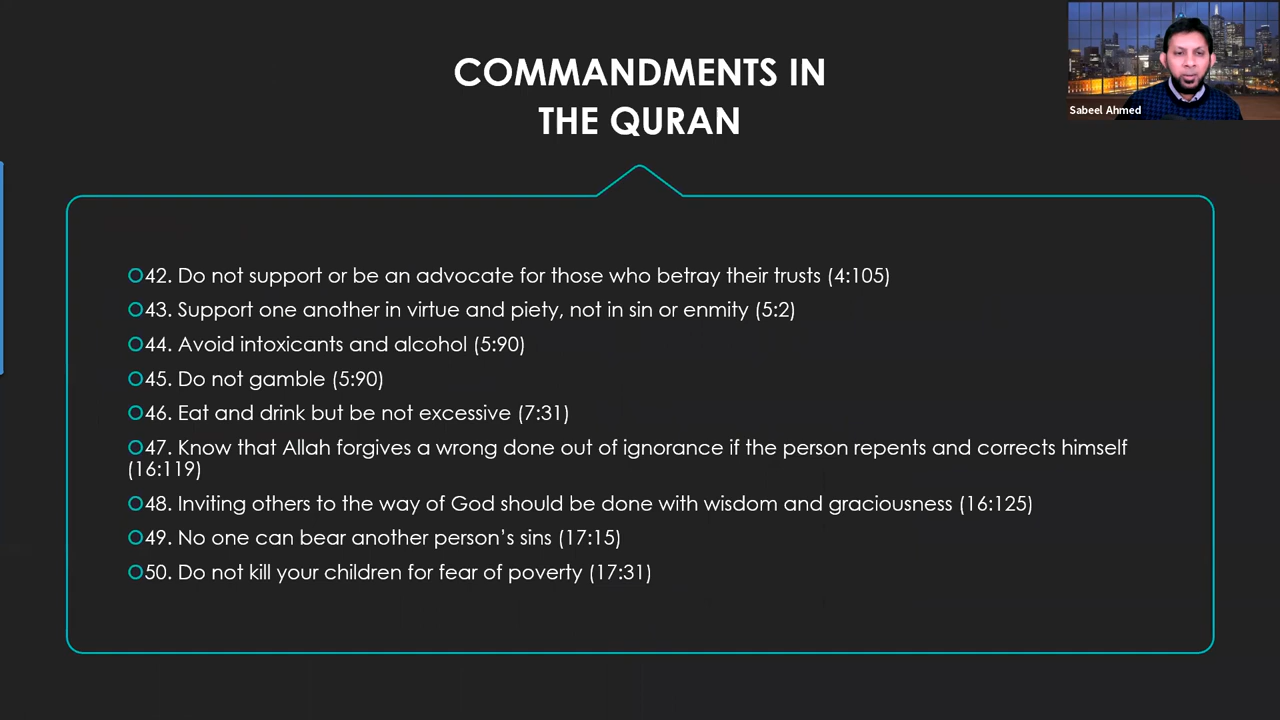 COMMANDMENTS IN
THE QURAN
Sabeel Ahmed
42. Do not support or be an advocate for those who betray their trusts (4:105)
43. Support one another in virtue and piety, not in sin or enmity (5:2)
44. Avoid intoxicants and alcohol (5:90)
45. Do not gamble (5:90)
46. Eat and drink but be not excessive (7:31)
47. Know that Allah forgives a wrong done out of ignorance if the person repents and corrects himself
(16:119)
48. Inviting others to the way of God should be done with wisdom and graciousness (16:125)
49. No one can bear another person’s sins (17:15)
50. Do not kill your children for fear of poverty (17:31)